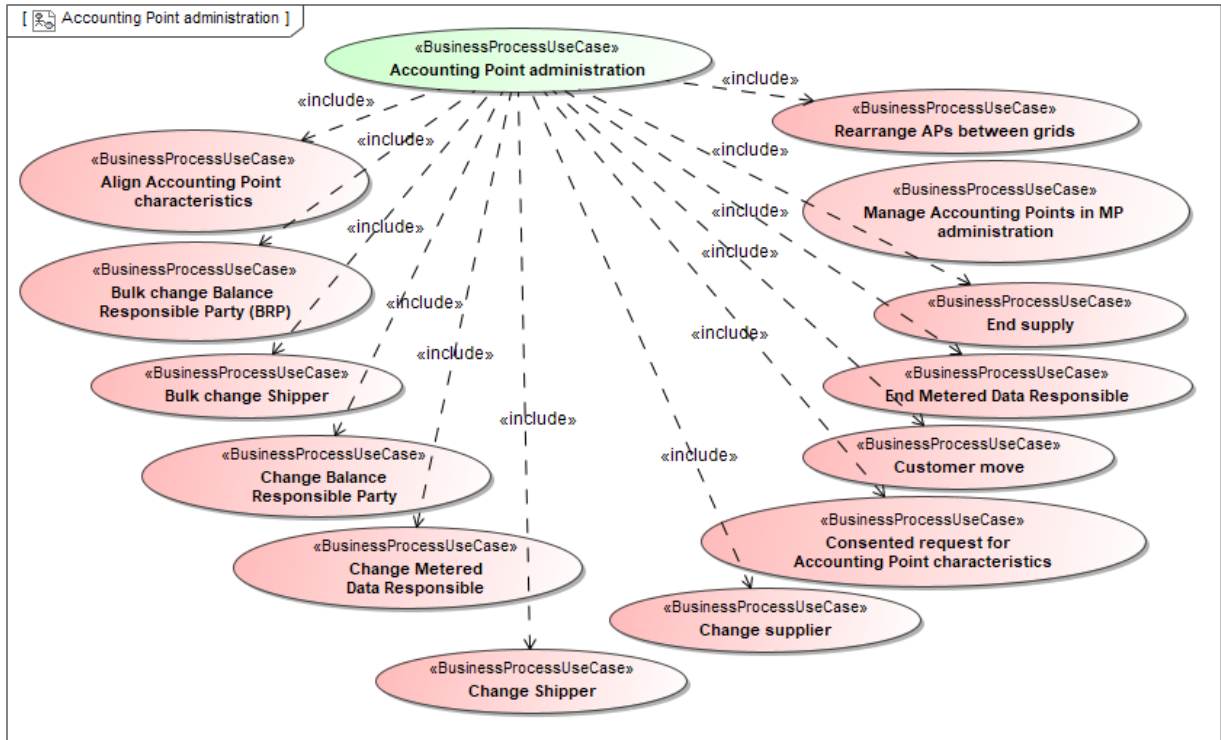 [ Accounting Point administration ]
«BusinessProcessUseCase»
Accounting Point administration
«include»
«include»
«include»
«include»
«include»
«include»
«include»
«include»
«include»
«include»
«include»
«include»
«BusinessProcessUseCase»
Rearrange APs between grids
«BusinessProcessUseCase»
Align Accounting Point
characteristics
«BusinessProcessUseCase»
Manage Accounting Points in MP
administration
«BusinessProcessUseCase»
Bulk change Balance
Responsible Party (BRP)
«BusinessProcessUseCase»
End supply
«BusinessProcessUseCase»
Bulk change Shipper
«BusinessProcessUseCase»
End Metered Data Responsible
«BusinessProcessUseCase»
Change Balance
Responsible Party
«BusinessProcessUseCase»
Customer move
«BusinessProcessUseCase»
Change Metered
Data Responsible
«BusinessProcessUseCase»
Consented request for
Accounting Point characteristics
«BusinessProcessUseCase»
Change supplier
«BusinessProcessUseCase»
Change Shipper